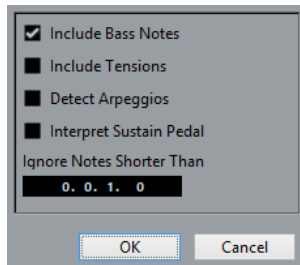 Include Bass Notes
Include Tensions
Detect Arpeggios
Interpret Sustain Pedal
Ignore Notes Shorter Than
0. 0. 1. 0
OK Cancel